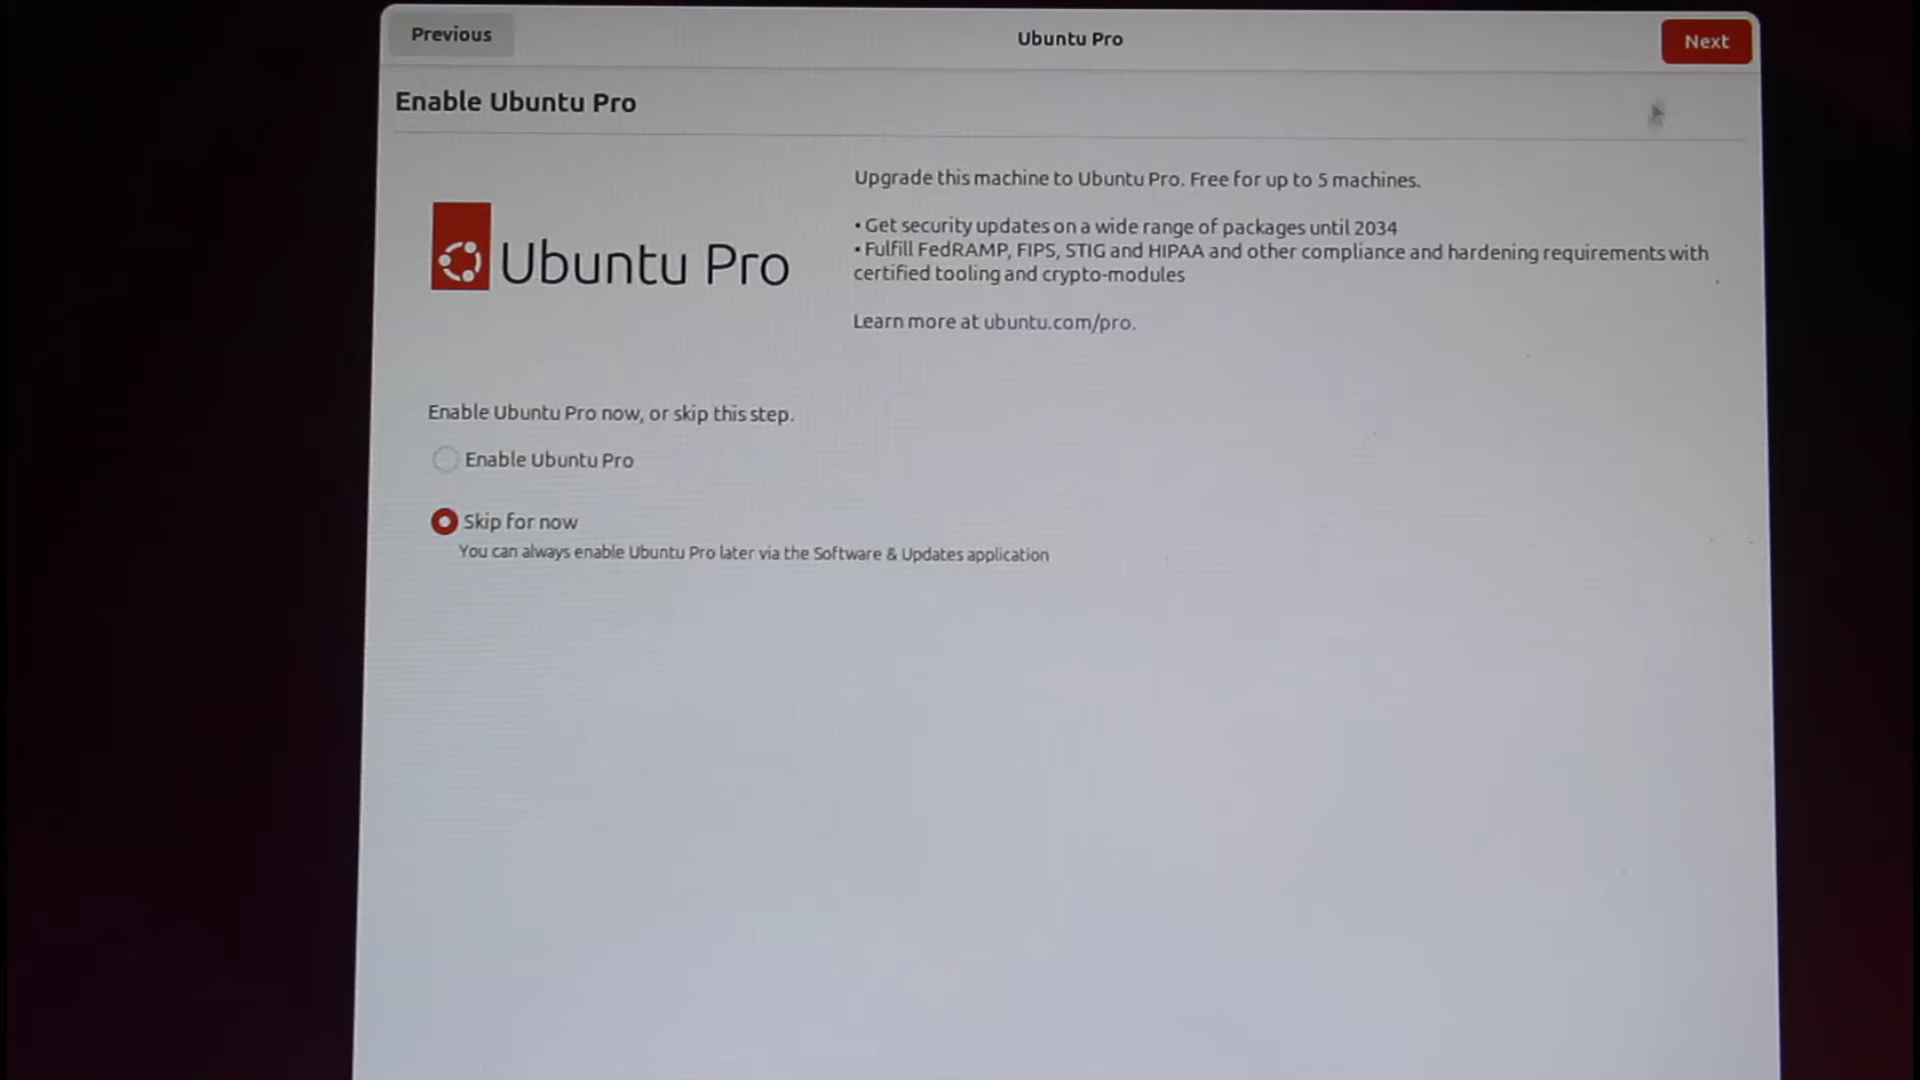 Previous
Ubuntu Pro
Next
Enable Ubuntu Pro
Ubuntu Pro
Upgrade this machine to Ubuntu Pro. Free for up to 5 machines.
• Get security updates on a wide range of packages until 2034
• Fulfill FedRAMP, FIPS, STIG and HIPAA and other compliance and hardening requirements with
certified tooling and crypto-modules
Learn more at ubuntu.com/pro.
Enable Ubuntu Pro now, or skip this step.
Enable Ubuntu Pro
Skip for now
You can always enable Ubuntu Pro later via the Software & Updates application